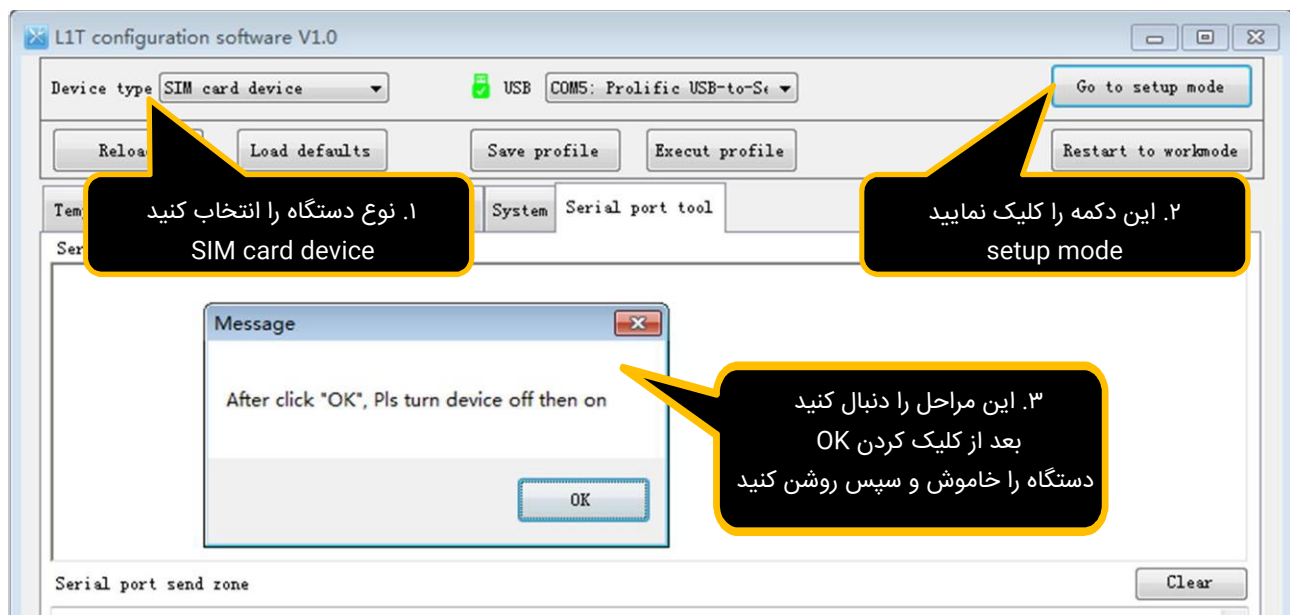 L1T configuration software V1.0
Device type SIM card device USB COM5: Prolific USB-to-Se Go to setup mode
Load defaults Save profile Execut profile Restart to workmode
System Serial port tool
۱. نوع دستگاه را انتخاب کنید
SIM card device
۲. این دکمه را کلیک نمایید
setup mode
Message
After click "OK", Pls turn device off then on
OK
۳. این مراحل را دنبال کنید
بعد از کلیک کردن OK
دستگاه را خاموش و سپس روشن کنید
Serial port send zone Clear